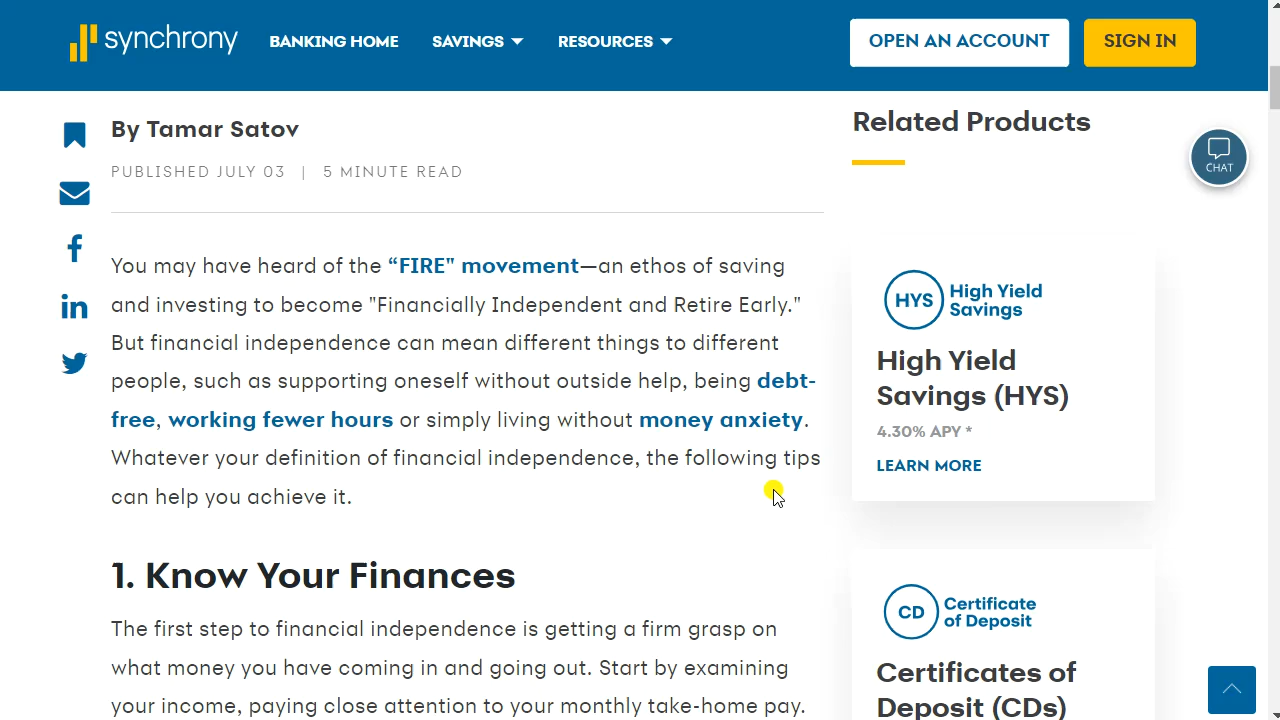 synchrony
BANKING HOME
SAVINGS
RESOURCES
OPEN AN ACCOUNT
SIGN IN
By Tamar Satov
PUBLISHED JULY 03 | 5 MINUTE READ
You may have heard of the “FIRE" movement—an ethos of saving
and investing to become "Financially Independent and Retire Early."
But financial independence can mean different things to different
people, such as supporting oneself without outside help, being debt-
free, working fewer hours or simply living without money anxiety.
Whatever your definition of financial independence, the following tips
can help you achieve it.
1. Know Your Finances
The first step to financial independence is getting a firm grasp on
what money you have coming in and going out. Start by examining
your income, paying close attention to your monthly take-home pay.
Related Products
CHAT
HYS
High Yield
Savings
High Yield
Savings (HYS)
4.30% APY *
LEARN MORE
CD
Certificate
of Deposit
Certificates of
Deposit (CDs)